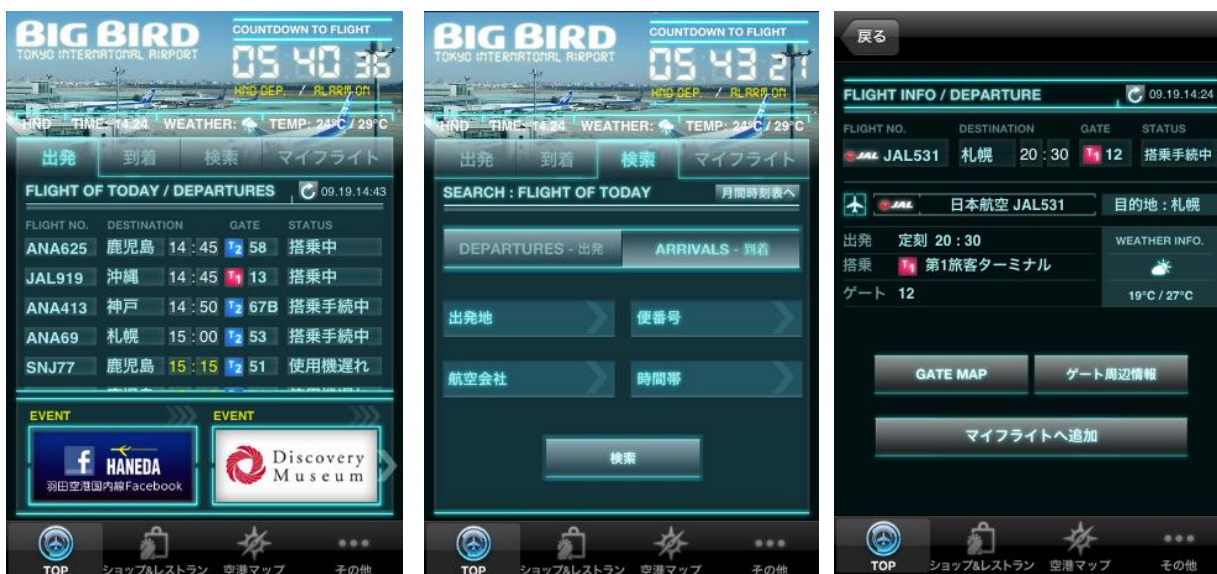 BIG BIRD
TOKYO INTERNATIONAL AIRPORT
COUNTDOWN TO FLIGHT
05 40 36
HND DEP. / ALARM ON
HND TIME: 14:24 WEATHER: TEMP: 24°C / 29°C
出発 到着 検索 マイフライト
FLIGHT OF TODAY / DEPARTURES 09.19.14:43
FLIGHT NO. DESTINATION GATE STATUS
ANA625 鹿児島 14:45 T2 58 搭乗中
JAL919 沖縄 14:45 T1 13 搭乗中
ANA413 神戸 14:50 T2 67B 搭乗手続中
ANA69 札幌 15:00 T2 53 搭乗手続中
SNJ77 鹿児島 15:15 T2 51 使用機遅れ
EVENT EVENT
f HANEDA
羽田空港国内線Facebook
Discovery
Museum
TOP ショップ&レストラン 空港マップ その他
BIG BIRD
TOKYO INTERNATIONAL AIRPORT
COUNTDOWN TO FLIGHT
05 43 21
HND DEP. / ALARM ON
HND TIME: 14:24 WEATHER: TEMP: 24°C / 29°C
出発 到着 検索 マイフライト
SEARCH : FLIGHT OF TODAY 月間時刻表へ
DEPARTURES - 出発 ARRIVALS - 到着
出発地 便番号
航空会社 時間帯
検索
TOP ショップ&レストラン 空港マップ その他
戻る
FLIGHT INFO / DEPARTURE 09.19.14:24
FLIGHT NO. DESTINATION GATE STATUS
JAL JAL531 札幌 20:30 T1 12 搭乗手続中
JAL 日本航空 JAL531 目的地:札幌
出発 定刻 20:30
搭乗 T1 第1旅客ターミナル
ゲート 12
WEATHER INFO.
19°C / 27°C
GATE MAP ゲート周辺情報
マイフライトへ追加
TOP ショップ&レストラン 空港マップ その他